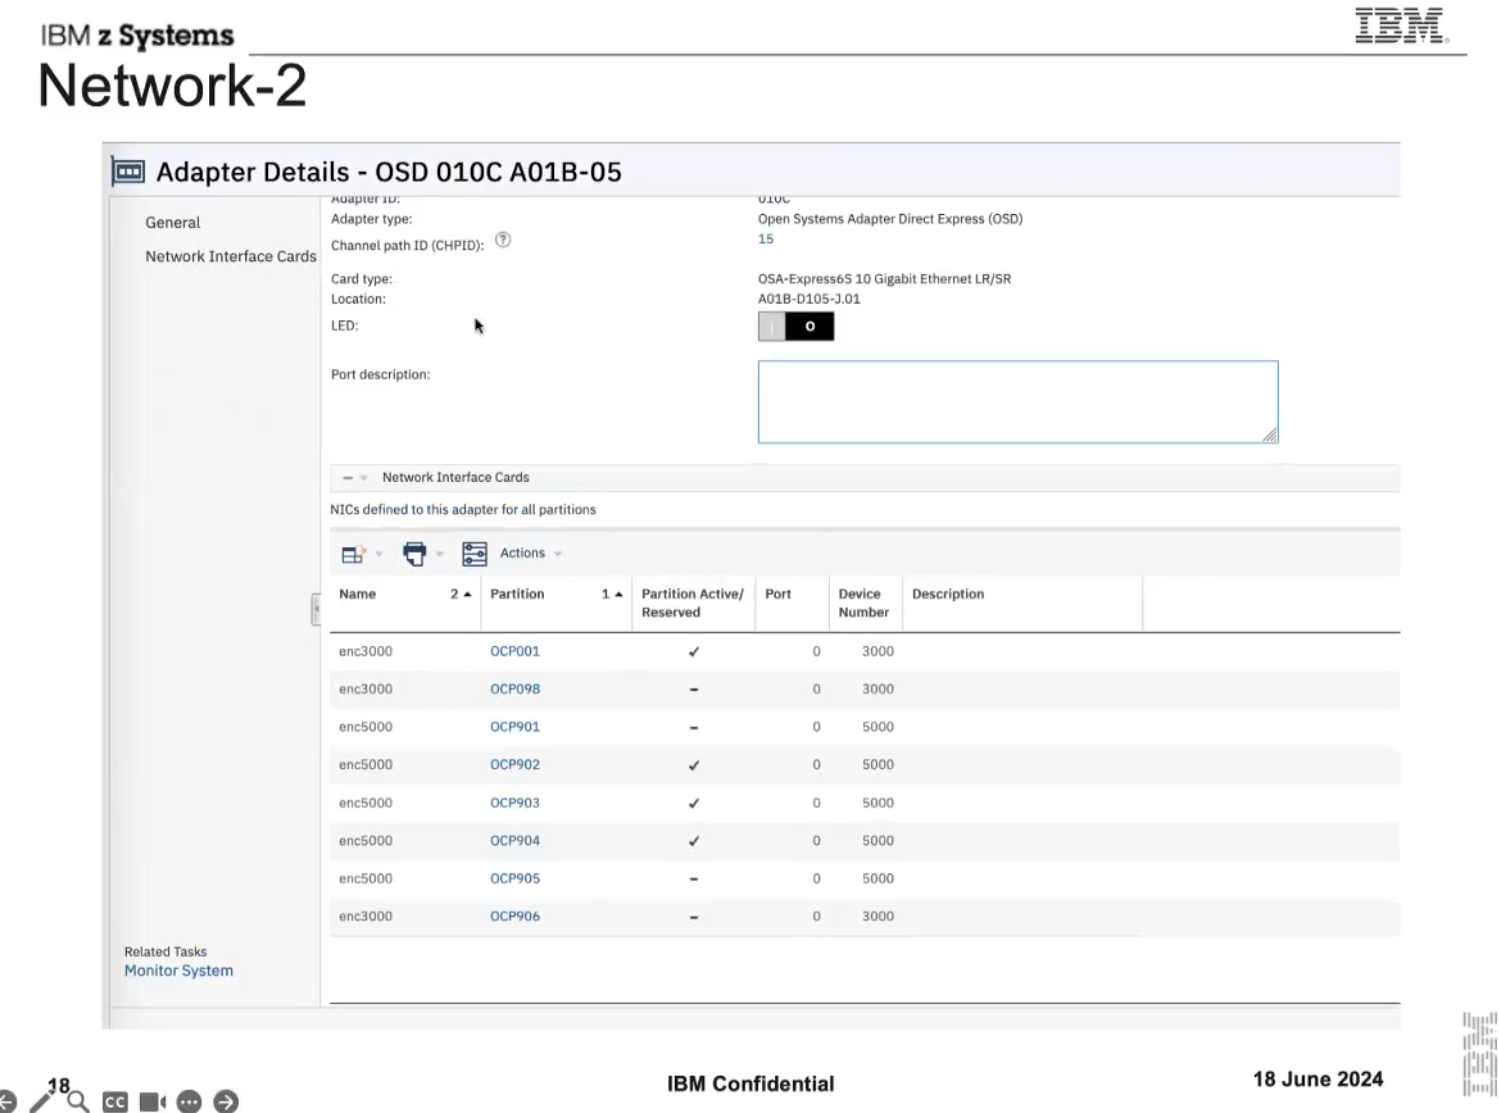 IBM z Systems
IBM
Network-2
Adapter Details - OSD 010C A01B-05
General
Network Interface Cards
Adapter ID: 010C
Adapter type: Open Systems Adapter Direct Express (OSD)
Channel path ID (CHPID): ? 15
Card type: OSA-Express6S 10 Gigabit Ethernet LR/SR
Location: A01B-D105-J.01
LED: O
Port description:
Network Interface Cards
NICs defined to this adapter for all partitions
Actions
Name 2 Partition 1 Partition Active/ Reserved Port Device Number Description
enc3000 OCP001 ✓ 0 3000
enc3000 OCP098 - 0 3000
enc5000 OCP901 - 0 5000
enc5000 OCP902 ✓ 0 5000
enc5000 OCP903 ✓ 0 5000
enc5000 OCP904 ✓ 0 5000
enc5000 OCP905 - 0 5000
enc3000 OCP906 - 0 3000
Related Tasks
Monitor System
18
CC
IBM Confidential
18 June 2024
IBM